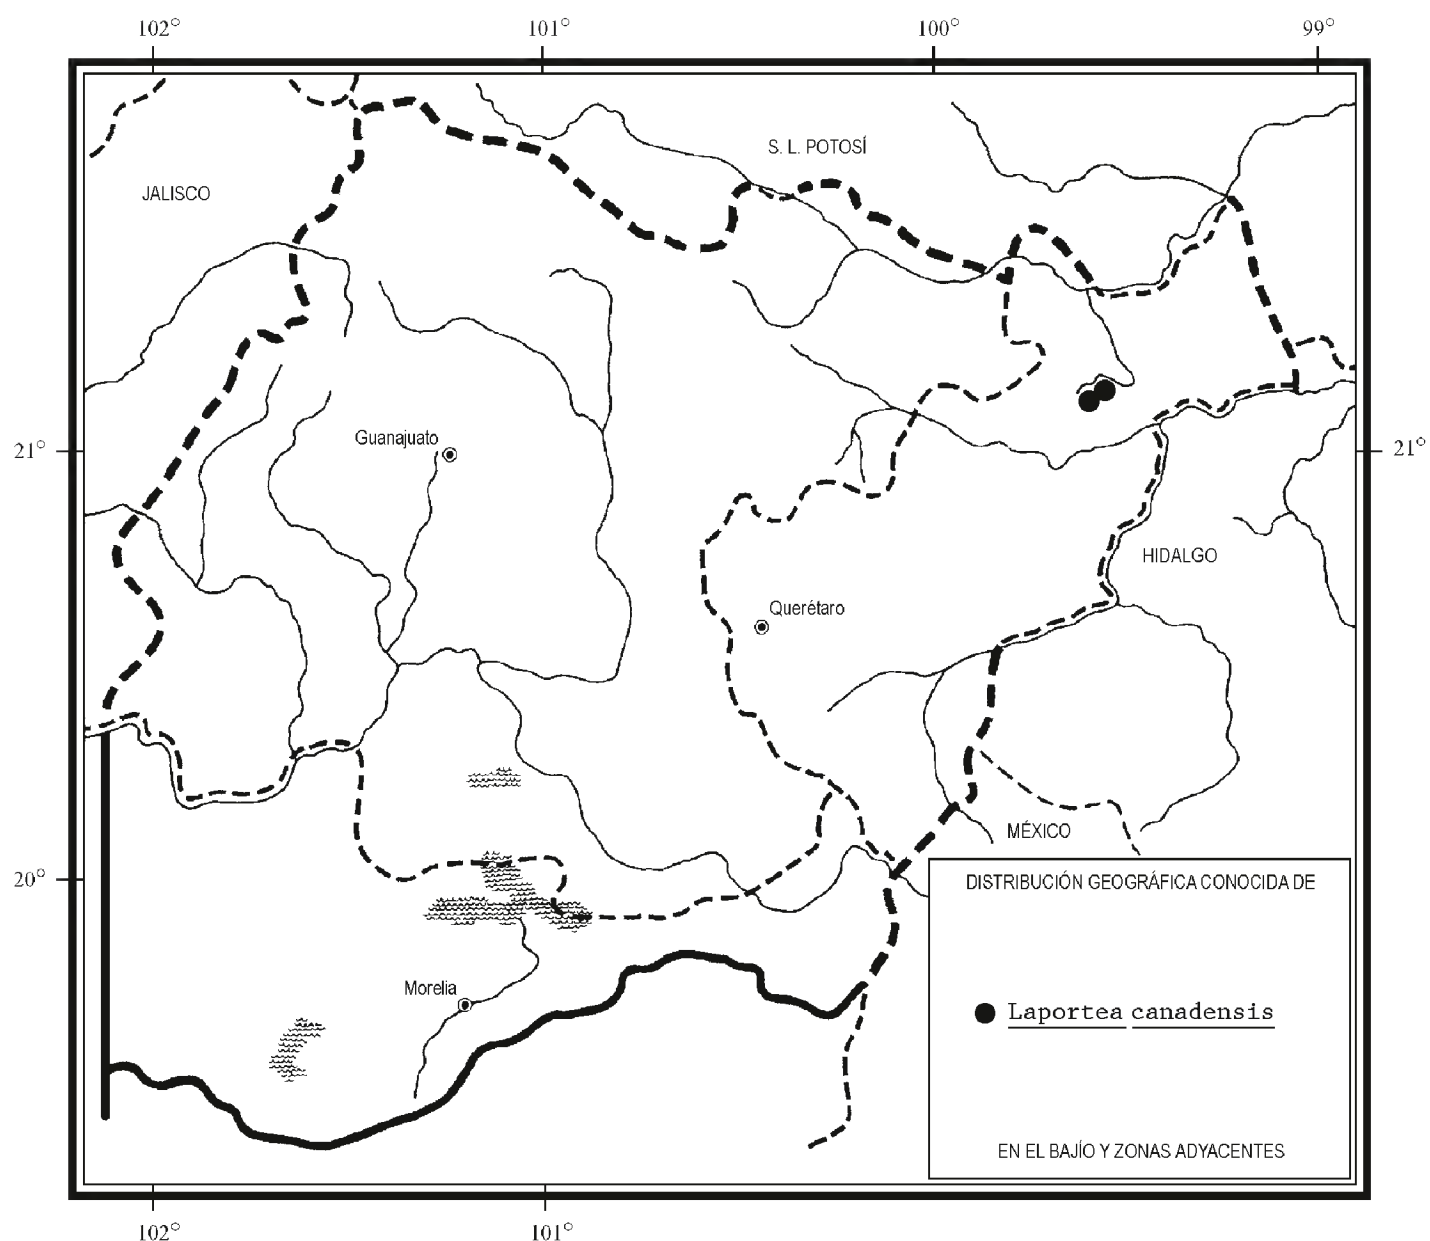 102° 101° 100° 99°
S. L. POTOSÍ
JALISCO
Guanajuato
21° 21°
HIDALGO
Querétaro
MÉXICO
20°
DISTRIBUCIÓN GEOGRÁFICA CONOCIDA DE
Morelia
Laportea canadensis
EN EL BAJÍO Y ZONAS ADYACENTES
102° 101°